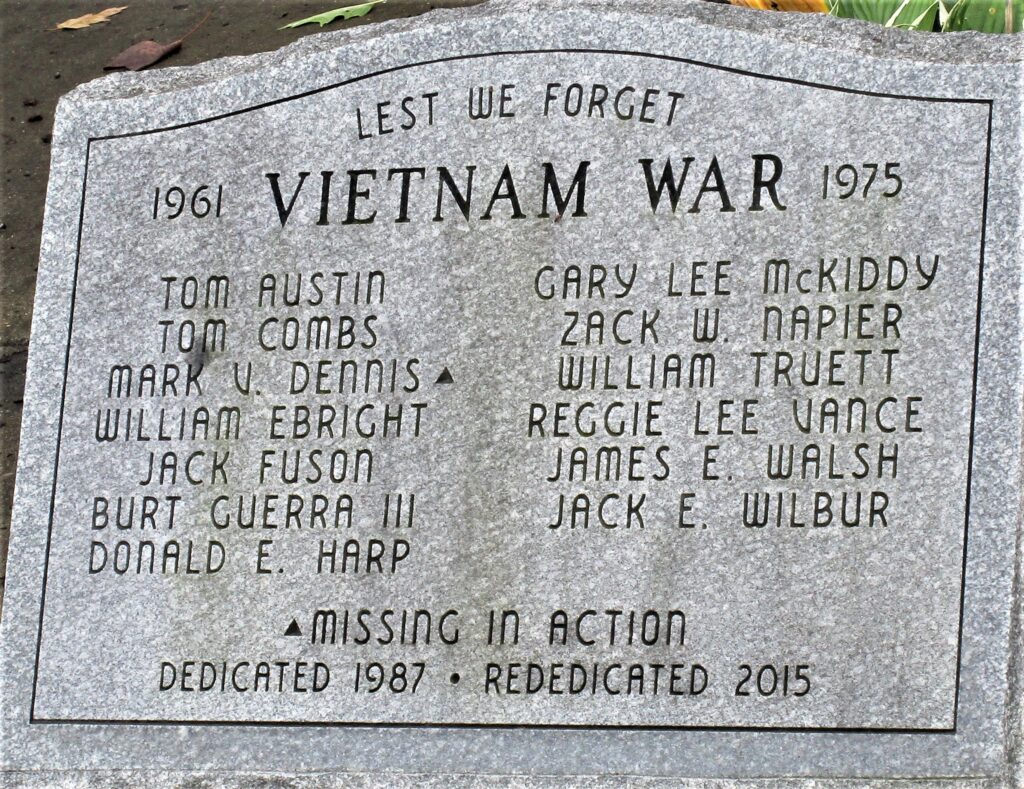 LEST WE FORGET
1961 VIETNAM WAR 1975
TOM AUSTIN
TOM COMBS
MARK V. DENNIS ▲
WILLIAM EBRIGHT
JACK FUSON
BURT GUERRA III
DONALD E. HARP
GARY LEE McKIDDY
ZACK W. NAPIER
WILLIAM TRUETT
REGGIE LEE VANCE
JAMES E. WALSH
JACK E. WILBUR
▲MISSING IN ACTION
DEDICATED 1987 • REDEDICATED 2015